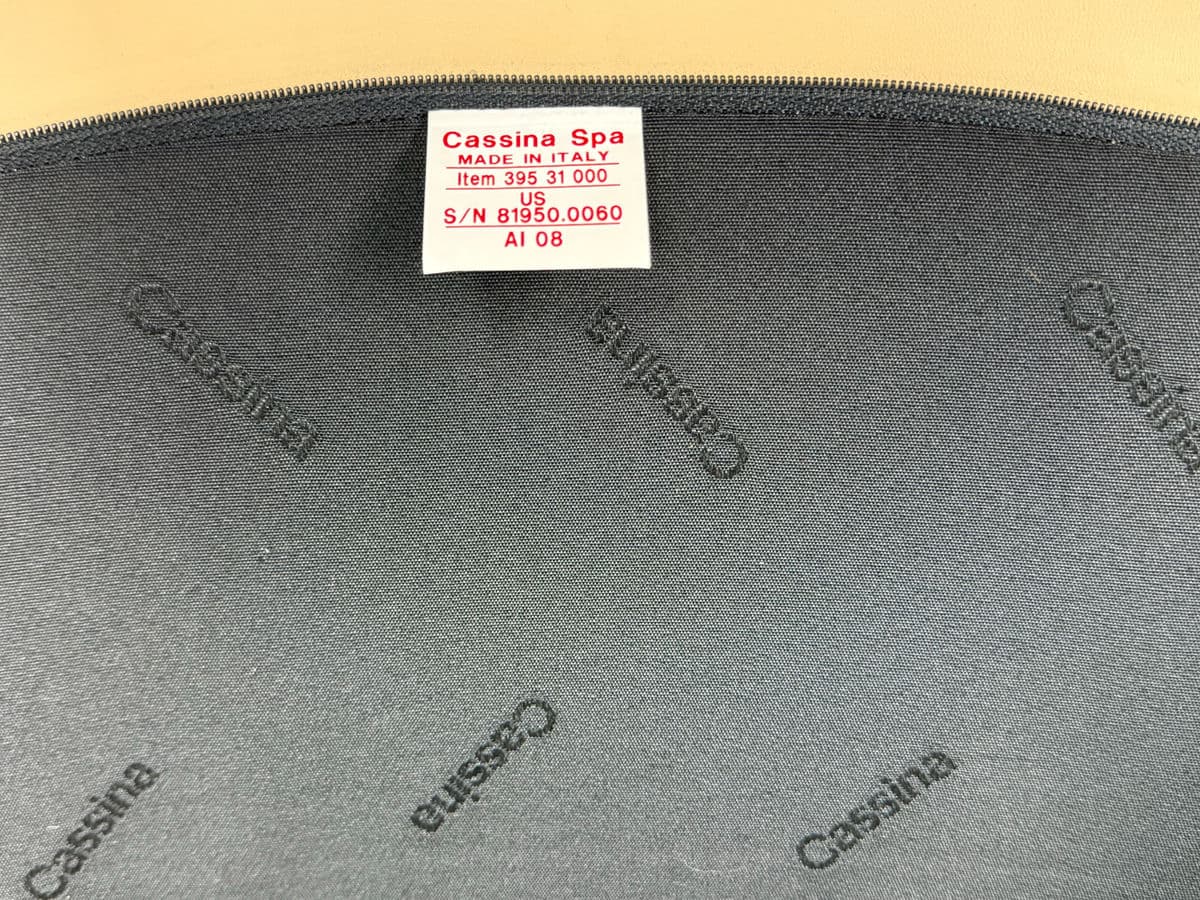 Cassina Spa
MADE IN ITALY
Item 395 31 000
US
S/N 81950.0060
AI 08
Cassina
Cassina
Cassina
Cassina
Cassina
Cassina